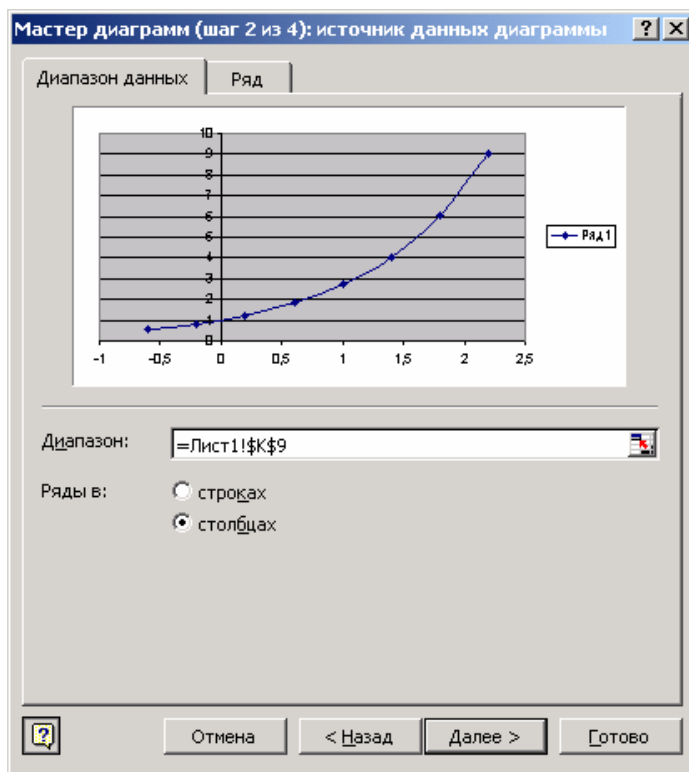 Мастер диаграмм (шаг 2 из 4): источник данных диаграммы
Диапазон данных Ряд
10
9
8
7
6
5
4
3
2
1
0
-1 -0,5 0 0,5 1 1,5 2 2,5
Ряд1
Диапазон: =Лист1!$K$9
Ряды в: строках
столбцах
Отмена < Назад Далее > Готово